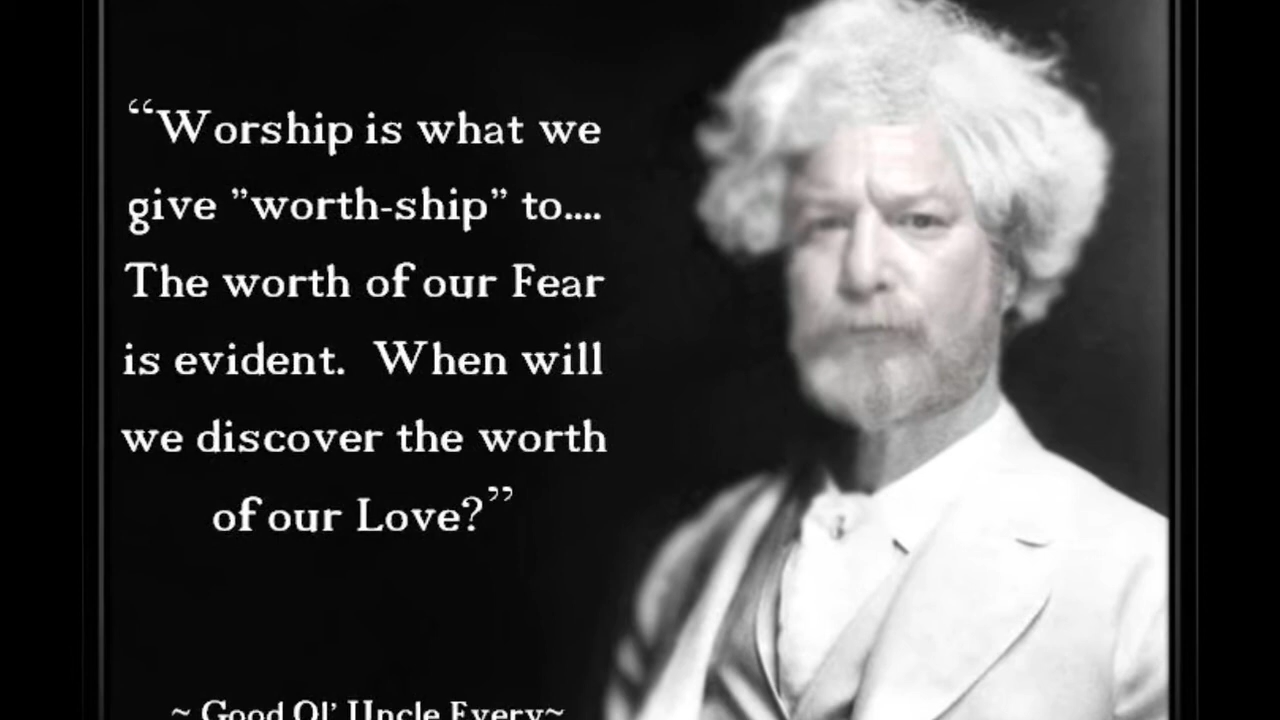 “Worship is what we
give ”worth-ship” to....
The worth of our Fear
is evident.  When will
we discover the worth
of our Love?”
~ Good Ol’ Uncle Every~